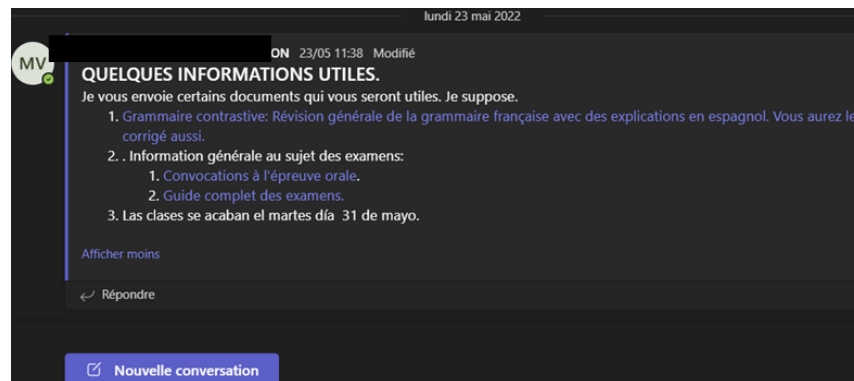 lundi 23 mai 2022
MV
ON 23/05 11:38 Modifié
QUELQUES INFORMATIONS UTILES.
Je vous envoie certains documents qui vous seront utiles. Je suppose.
1. Grammaire contrastive: Révision générale de la grammaire française avec des explications en espagnol. Vous aurez le
corrigé aussi.
2. . Information générale au sujet des examens:
1. Convocations à l'épreuve orale.
2. Guide complet des examens.
3. Las clases se acaban el martes día  31 de mayo.
Afficher moins
Répondre
Nouvelle conversation